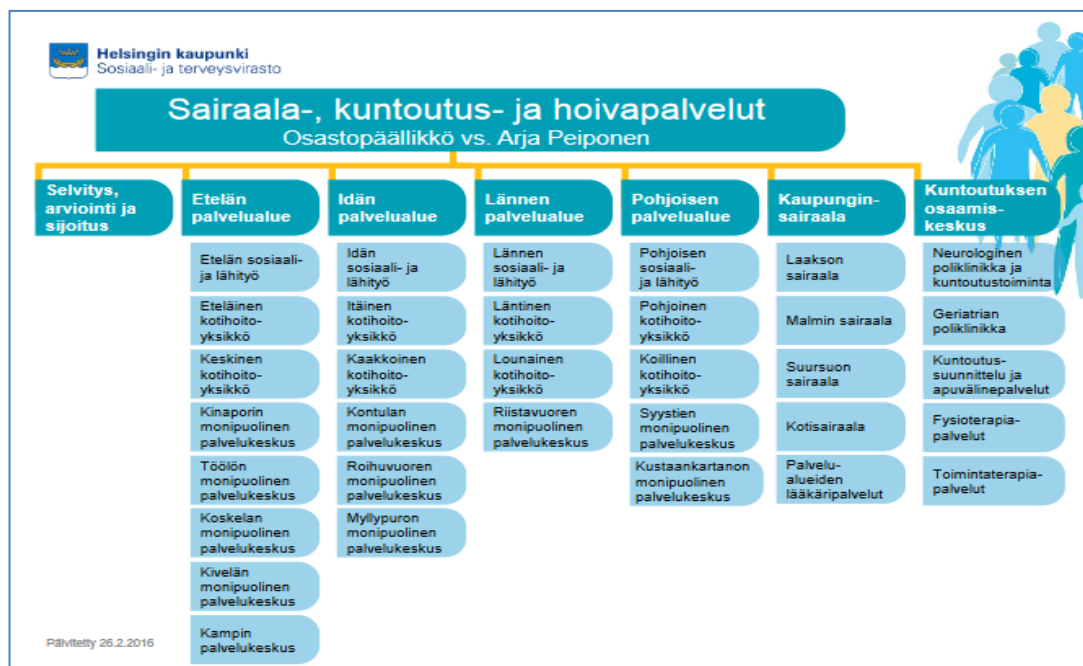 Helsingin kaupunki
Sosiaali- ja terveysvirasto
Sairaala-, kuntoutus- ja hoivapalvelut
Osastopäällikkö vs. Arja Peiponen
Selvitys,
arviointi ja
sijoitus
Etelän
palvelualue
Etelän sosiaali-
ja lähityö
Eteläinen
kotihoito-
yksikkö
Keskinen
kotihoito-
yksikkö
Kinaporin
monipuolinen
palvelukeskus
Töölön
monipuolinen
palvelukeskus
Koskelan
monipuolinen
palvelukeskus
Kivelän
monipuolinen
palvelukeskus
Kampin
palvelukeskus
Idän
palvelualue
Idän
sosiaali- ja
lähityö
Itäinen
kotihoito-
yksikkö
Kaakkoinen
kotihoito-
yksikkö
Kontulan
monipuolinen
palvelukeskus
Roihuvuoren
monipuolinen
palvelukeskus
Myllypuron
monipuolinen
palvelukeskus
Lännen
palvelualue
Lännen
sosiaali- ja
lähityö
Läntinen
kotihoito-
yksikkö
Lounainen
kotihoito-
yksikkö
Riistavuoren
monipuolinen
palvelukeskus
Pohjoisen
palvelualue
Pohjoisen
sosiaali-
ja lähityö
Pohjoinen
kotihoito-
yksikkö
Koillinen
kotihoito-
yksikkö
Syystien
monipuolinen
palvelukeskus
Kustaankartanon
monipuolinen
palvelukeskus
Kaupungin-
sairaala
Laakson
sairaala
Malmin sairaala
Suursuon
sairaala
Kotisairaala
Palvelu-
alueiden
lääkäripalvelut
Kuntoutuksen
osaamis-
keskus
Neurologinen
poliklinikka ja
kuntoutustoiminta
Geriatrian
poliklinikka
Kuntoutus-
suunnittelu ja
apuvälinepalvelut
Fysioterapia-
palvelut
Toimintaterapia-
palvelut
Päivitetty 26.2.2016